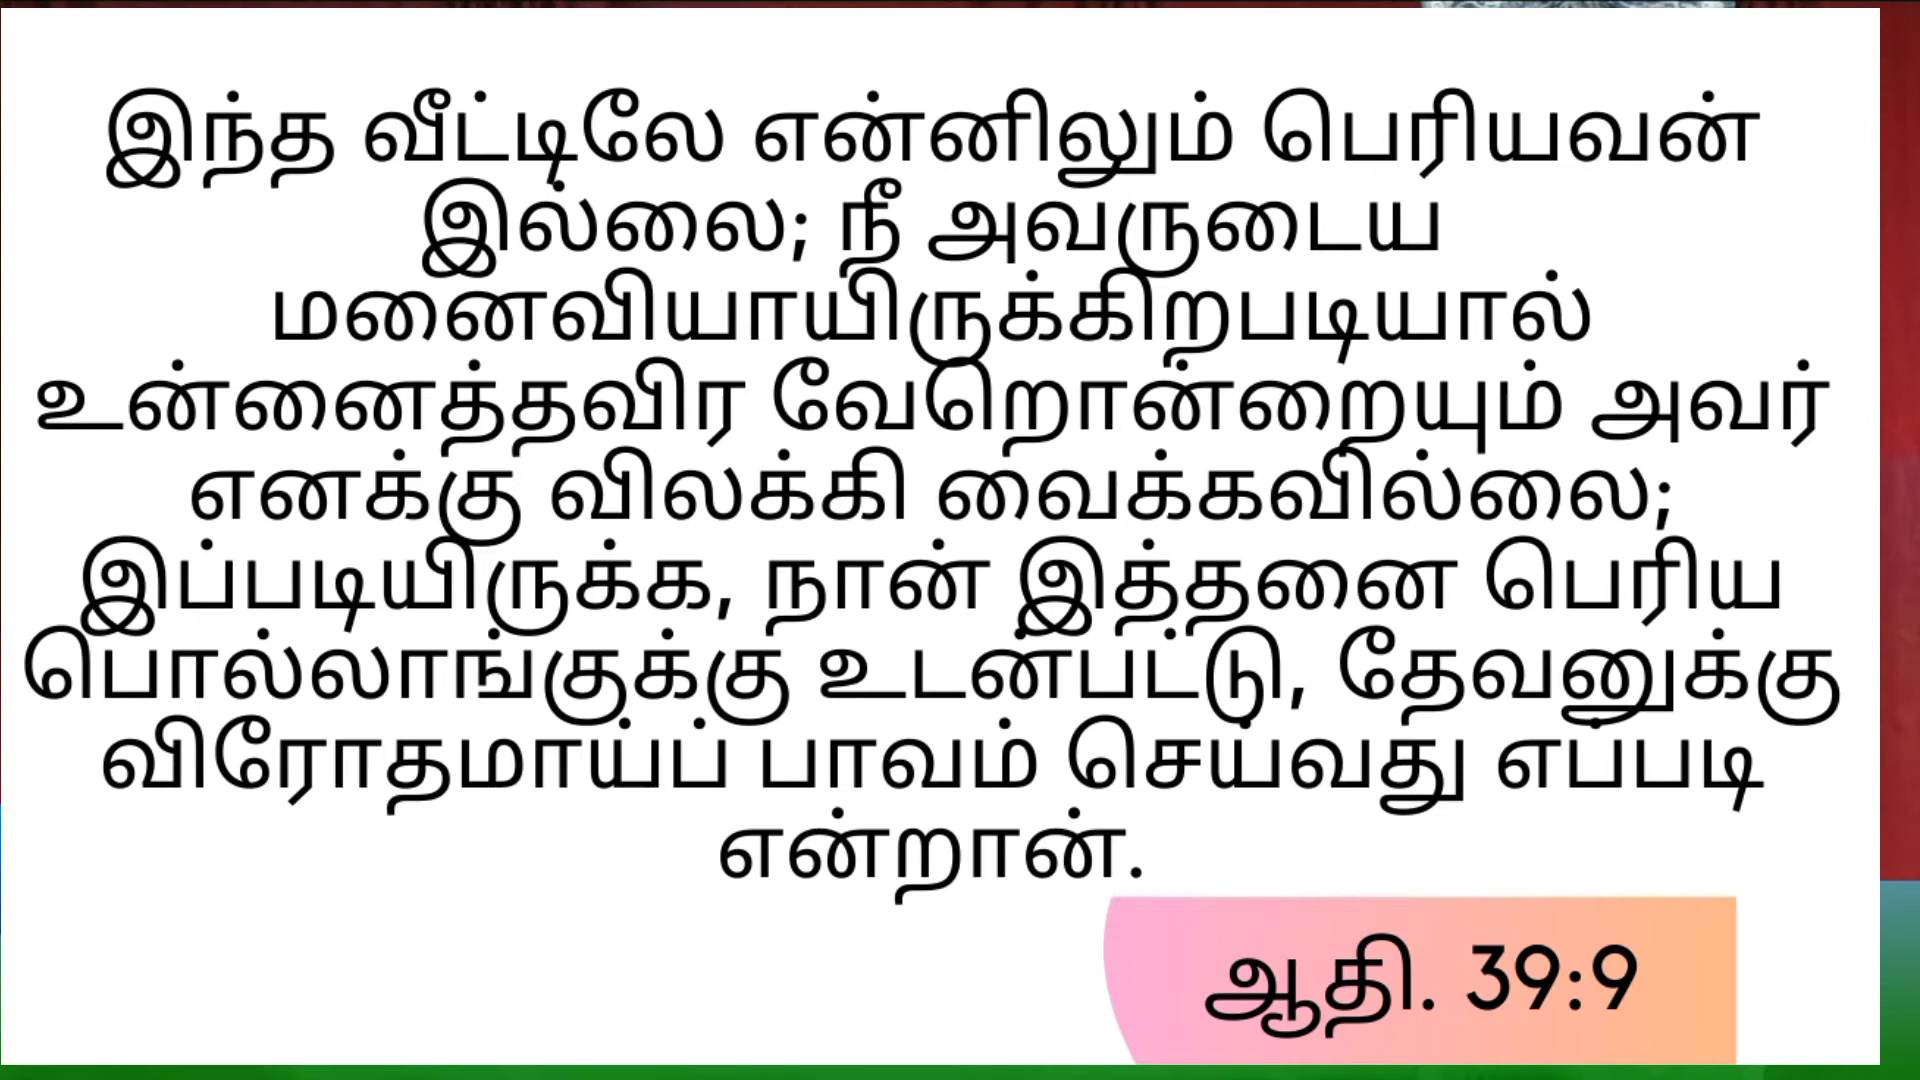 இந்த வீட்டிலே என்னிலும் பெரியவன்
இல்லை; நீ அவருடைய
மனைவியாயிருக்கிறபடியால்
உன்னைத்தவிர வேறொன்றையும் அவர்
எனக்கு விலக்கி வைக்கவில்லை;
இப்படியிருக்க, நான் இத்தனை பெரிய
பொல்லாங்குக்கு உடன்பட்டு, தேவனுக்கு
விரோதமாய்ப் பாவம் செய்வது எப்படி
என்றான்.
ஆதி. 39:9